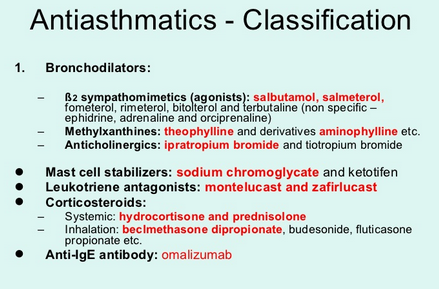 Antiasthmatics - Classification
1. Bronchodilators:
– ß2 sympathomimetics (agonists): salbutamol, salmeterol,
fometerol, rimeterol, bitolterol and terbutaline (non specific –
ephidrine, adrenaline and orciprenaline)
– Methylxanthines: theophylline and derivatives aminophylline etc.
– Anticholinergics: ipratropium bromide and tiotropium bromide
● Mast cell stabilizers: sodium chromoglycate and ketotifen
● Leukotriene antagonists: montelucast and zafirlucast
● Corticosteroids:
– Systemic: hydrocortisone and prednisolone
– Inhalation: beclmethasone dipropionate, budesonide, fluticasone
propionate etc.
● Anti-IgE antibody: omalizumab